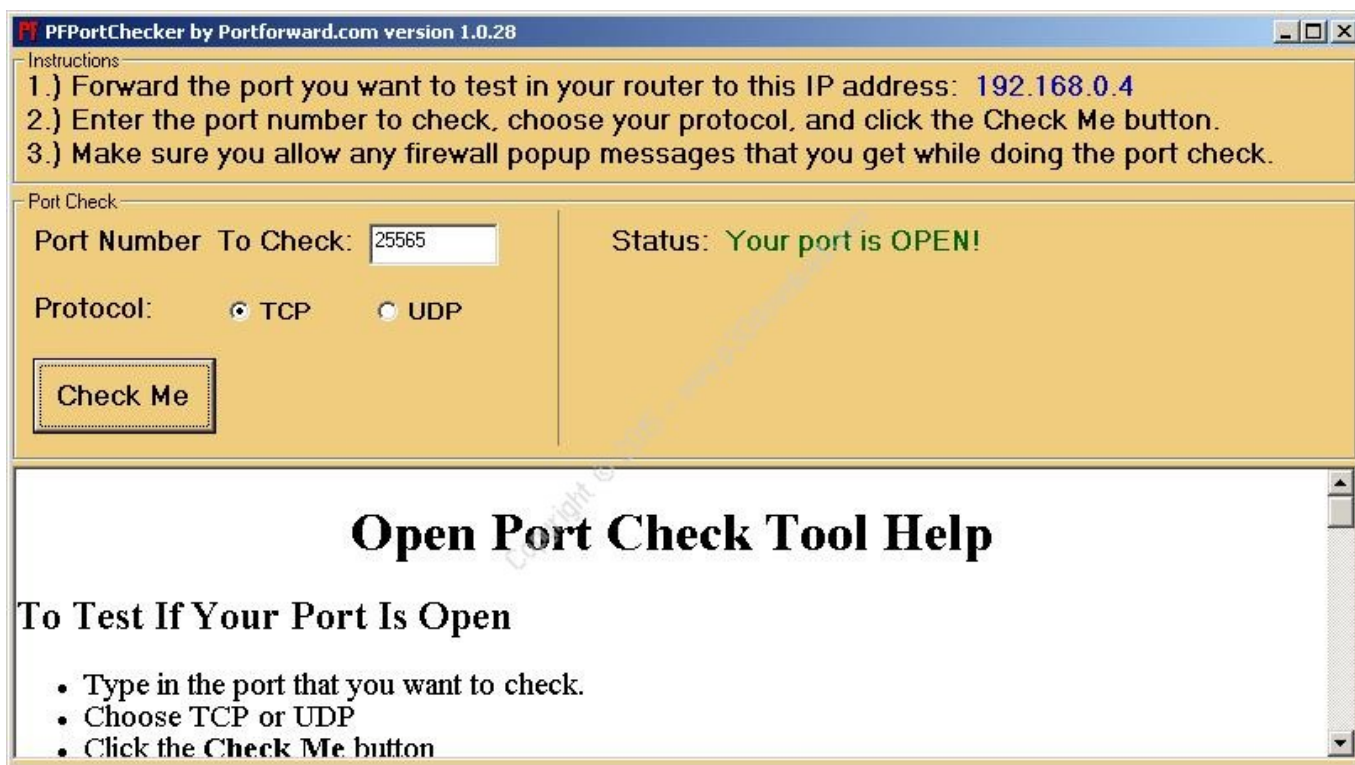 PF PFPortChecker by Portforward.com version 1.0.28
Instructions
1.) Forward the port you want to test in your router to this IP address: 192.168.0.4
2.) Enter the port number to check, choose your protocol, and click the Check Me button.
3.) Make sure you allow any firewall popup messages that you get while doing the port check.
Port Check
Port Number To Check: 25565
Status: Your port is OPEN!
Protocol: TCP UDP
Check Me
Copyright ©
Open Port Check Tool Help
To Test If Your Port Is Open
• Type in the port that you want to check.
• Choose TCP or UDP
• Click the Check Me button